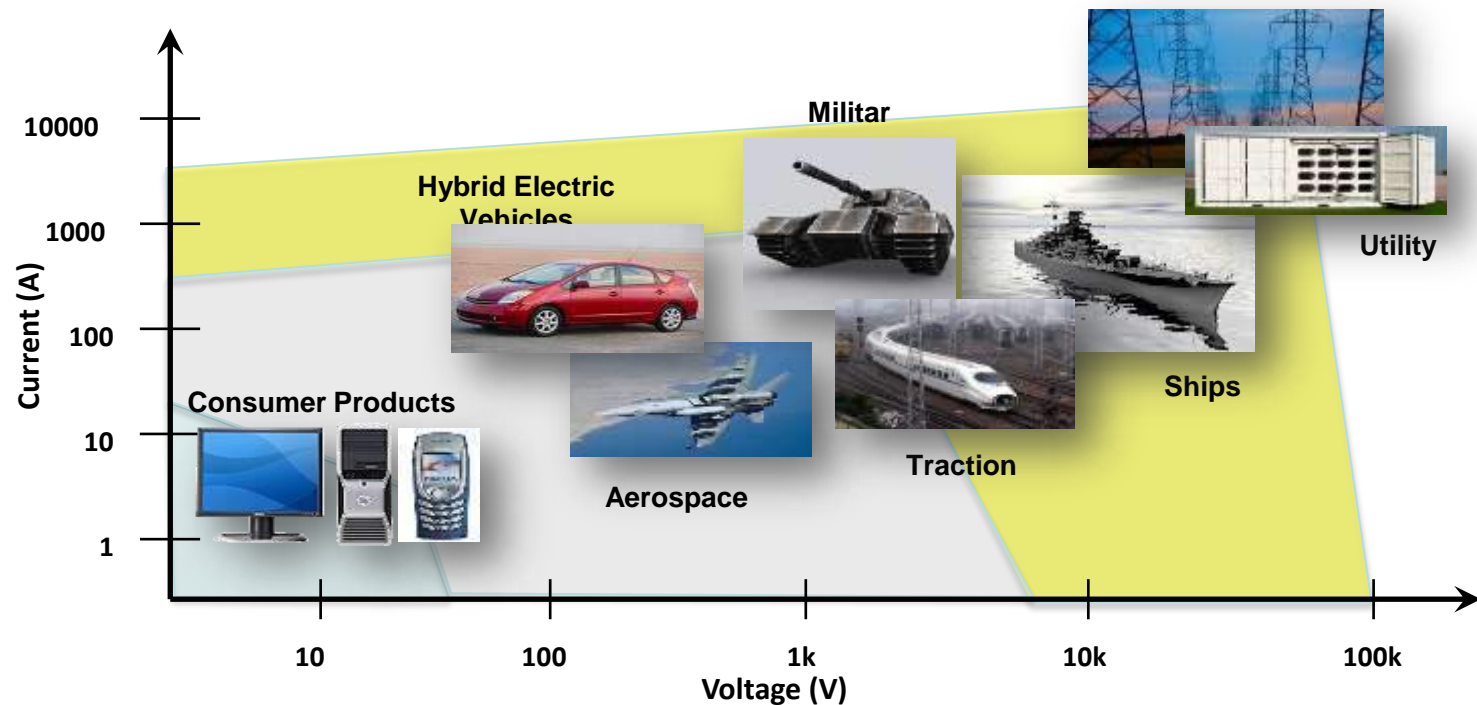 10000
1000
100
10
1
Current (A)
Militar
Hybrid Electric
Vehicles
Utility
Ships
Consumer Products
Traction
Aerospace
10
100
1k
10k
100k
Voltage (V)